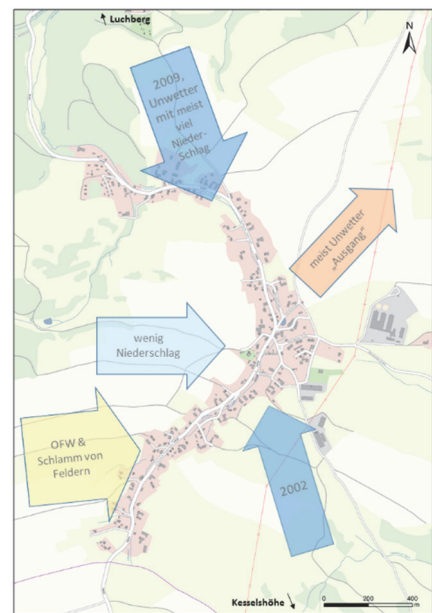 Luchberg
N
2009,
Unwetter
mit meist
viel
Nieder-
Schlag
meist Unwetter
„Ausgang“
wenig
Niederschlag
OFW &
Schlamm von
Feldern
2002
Kesselshöhe
0 200 400
m